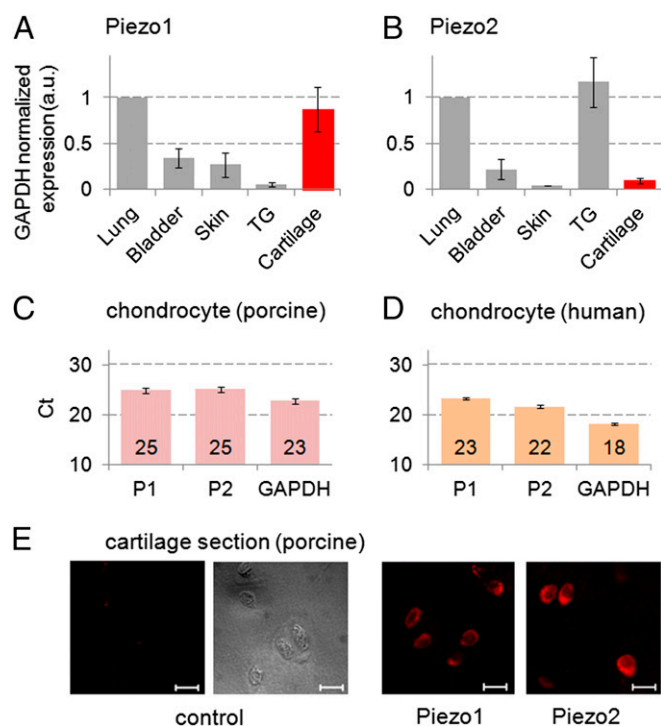 A Piezo1
B Piezo2
GAPDH normalized
expression (a.u.)
1
0.5
0
Lung
Bladder
Skin
TG
Cartilage
1
0.5
0
Lung
Bladder
Skin
TG
Cartilage
C chondrocyte (porcine)
D chondrocyte (human)
Ct
30
20
10
25 25 23
P1 P2 GAPDH
30
20
10
23 22 18
P1 P2 GAPDH
E cartilage section (porcine)
control
Piezo1
Piezo2